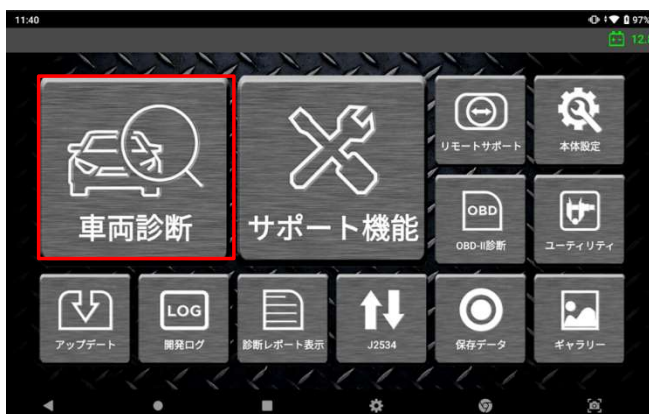 11:40
97%
12.
車両診断
サポート機能
リモートサポート
本体設定
OBD
OBD-II診断
ユーティリティ
アップデート
LOG
開発ログ
診断レポート表示
J2534
保存データ
ギャラリー